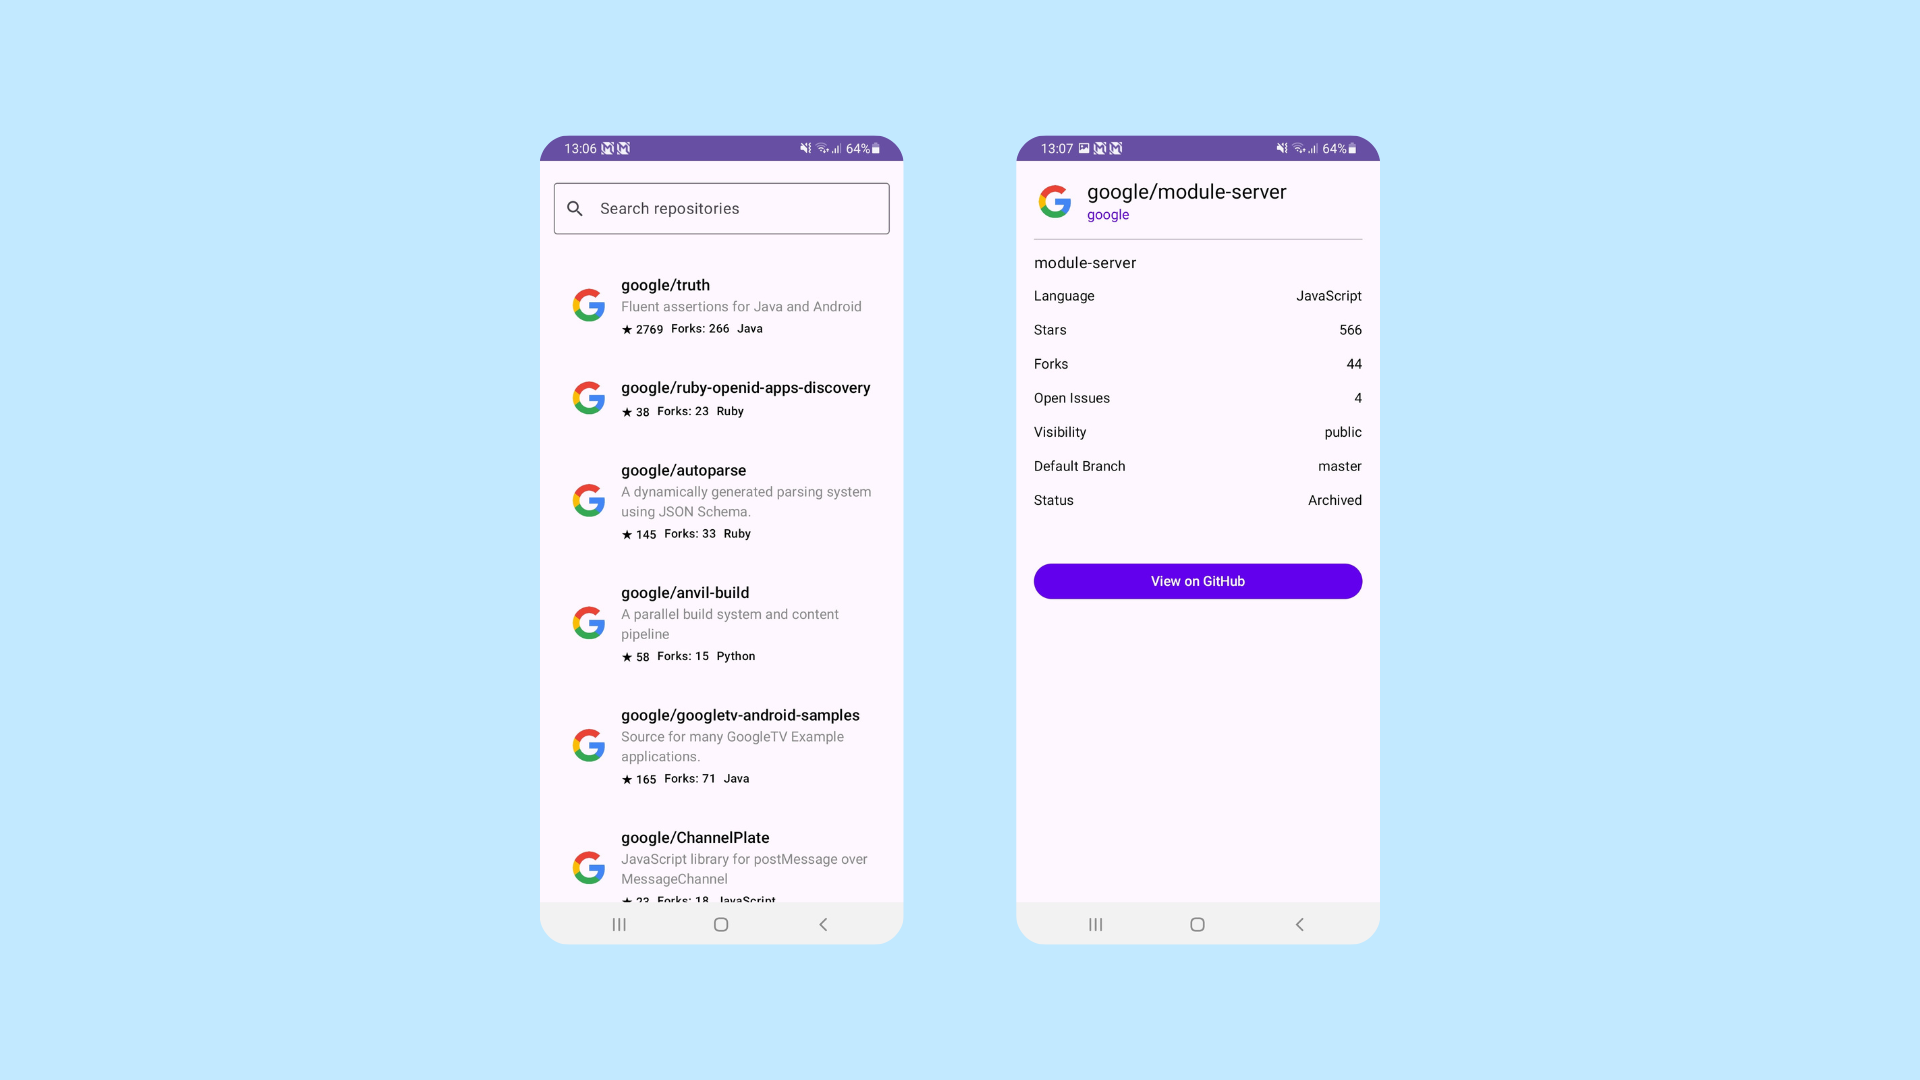 13:06 64%
Search repositories
google/truth
Fluent assertions for Java and Android
★ 2769 Forks: 266 Java
google/ruby-openid-apps-discovery
★ 38 Forks: 23 Ruby
google/autoparse
A dynamically generated parsing system
using JSON Schema.
★ 145 Forks: 33 Ruby
google/anvil-build
A parallel build system and content
pipeline
★ 58 Forks: 15 Python
google/googletv-android-samples
Source for many GoogleTV Example
applications.
★ 165 Forks: 71 Java
google/ChannelPlate
JavaScript library for postMessage over
MessageChannel
★ 23 Forks: 18 JavaScript
13:07 64%
google/module-server
google
module-server
Language JavaScript
Stars 566
Forks 44
Open Issues 4
Visibility public
Default Branch master
Status Archived
View on GitHub